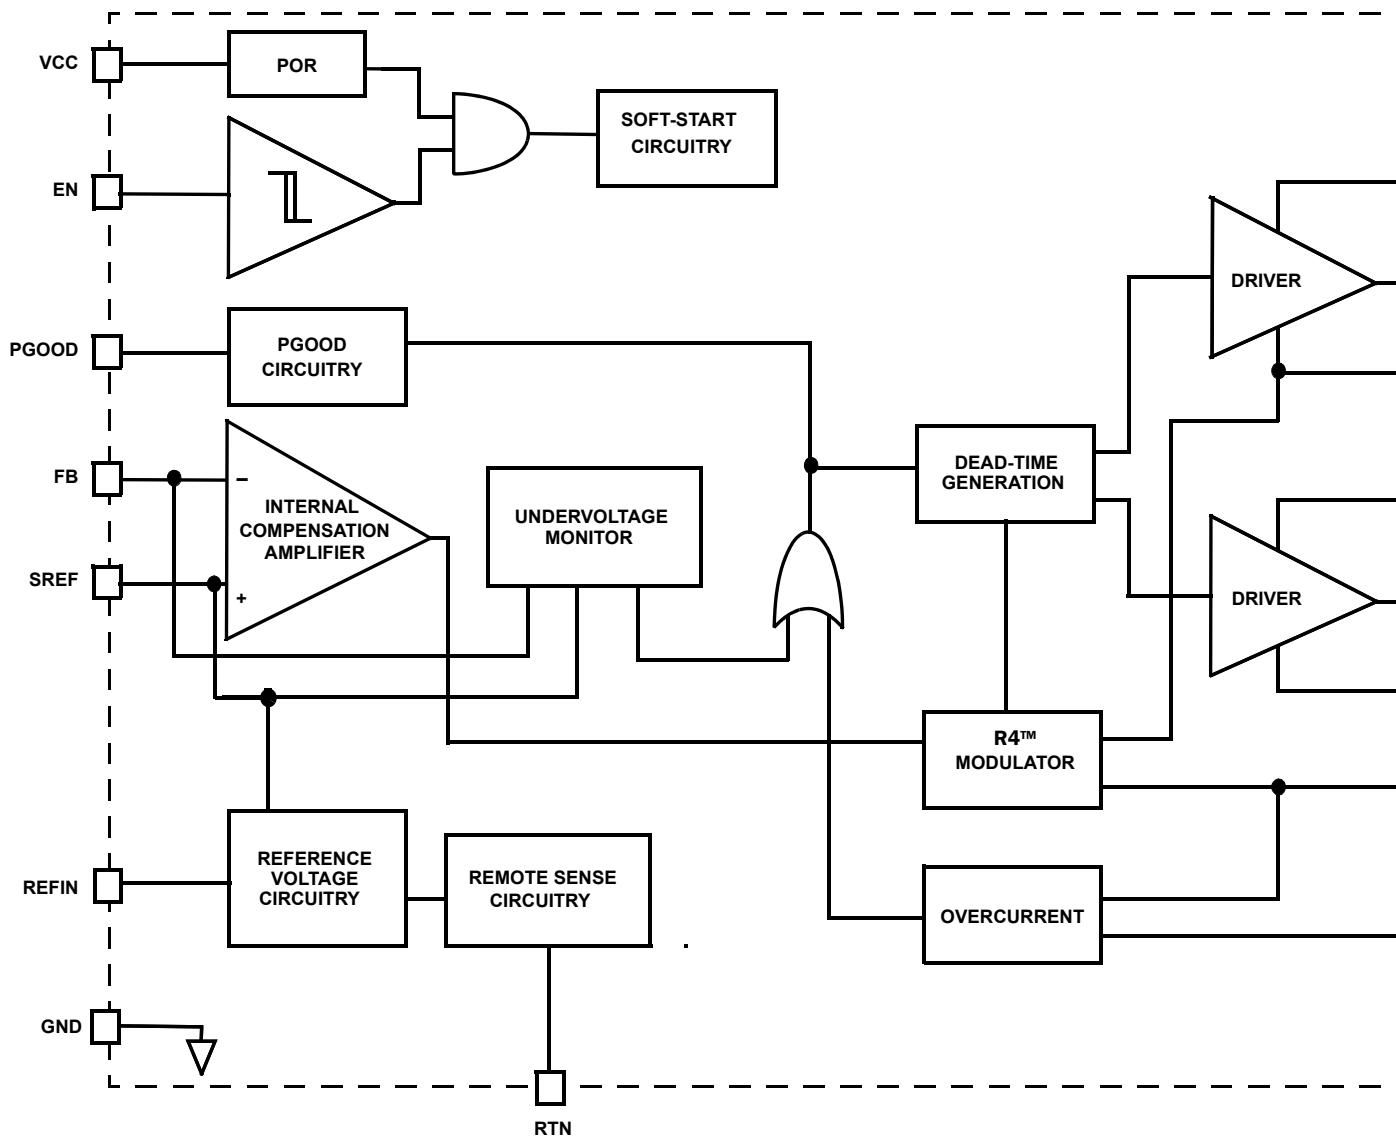 VCC
POR
SOFT-START
CIRCUITRY
EN
DRIVER
PGOOD
PGOOD
CIRCUITRY
FB
−
INTERNAL
COMPENSATION
AMPLIFIER
SREF
+
UNDERVOLTAGE
MONITOR
DEAD-TIME
GENERATION
DRIVER
R4™
MODULATOR
REFIN
REFERENCE
VOLTAGE
CIRCUITRY
REMOTE SENSE
CIRCUITRY
OVERCURRENT
GND
RTN